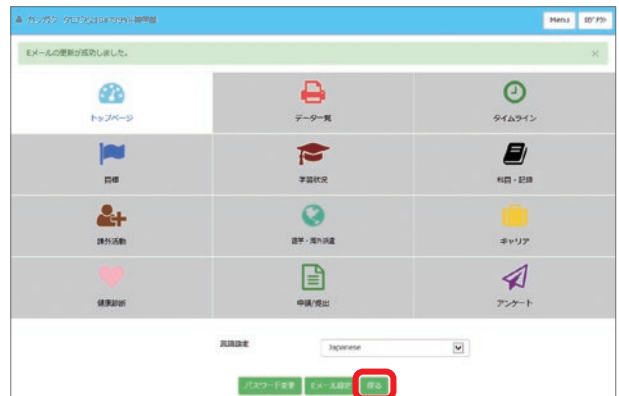 Menu ﾛｸﾞｱｳﾄ
Eメールの更新が成功しました。 ×
トップページ データ一覧 タイムライン
目標 学習状況 科目・記録
課外活動 留学・海外派遣 キャリア
健康診断 申請/提出 アンケート
言語設定 Japanese
パスワード変更 Eメール設定 戻る